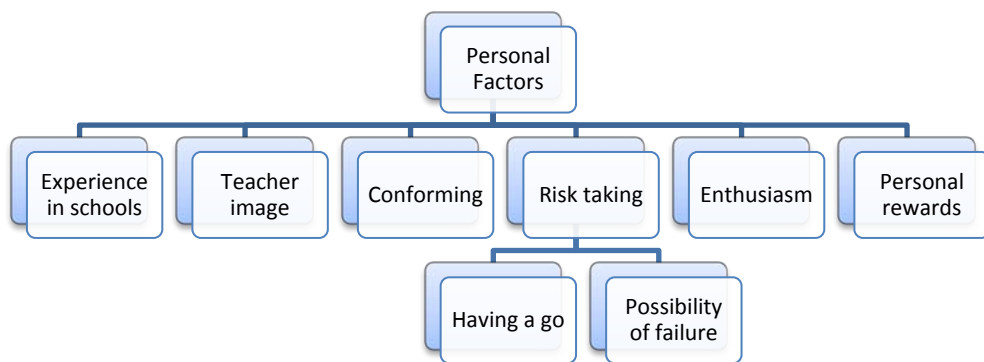 Personal
Factors
Experience
in schools
Teacher
image
Conforming
Risk taking
Enthusiasm
Personal
rewards
Having a go
Possibility
of failure